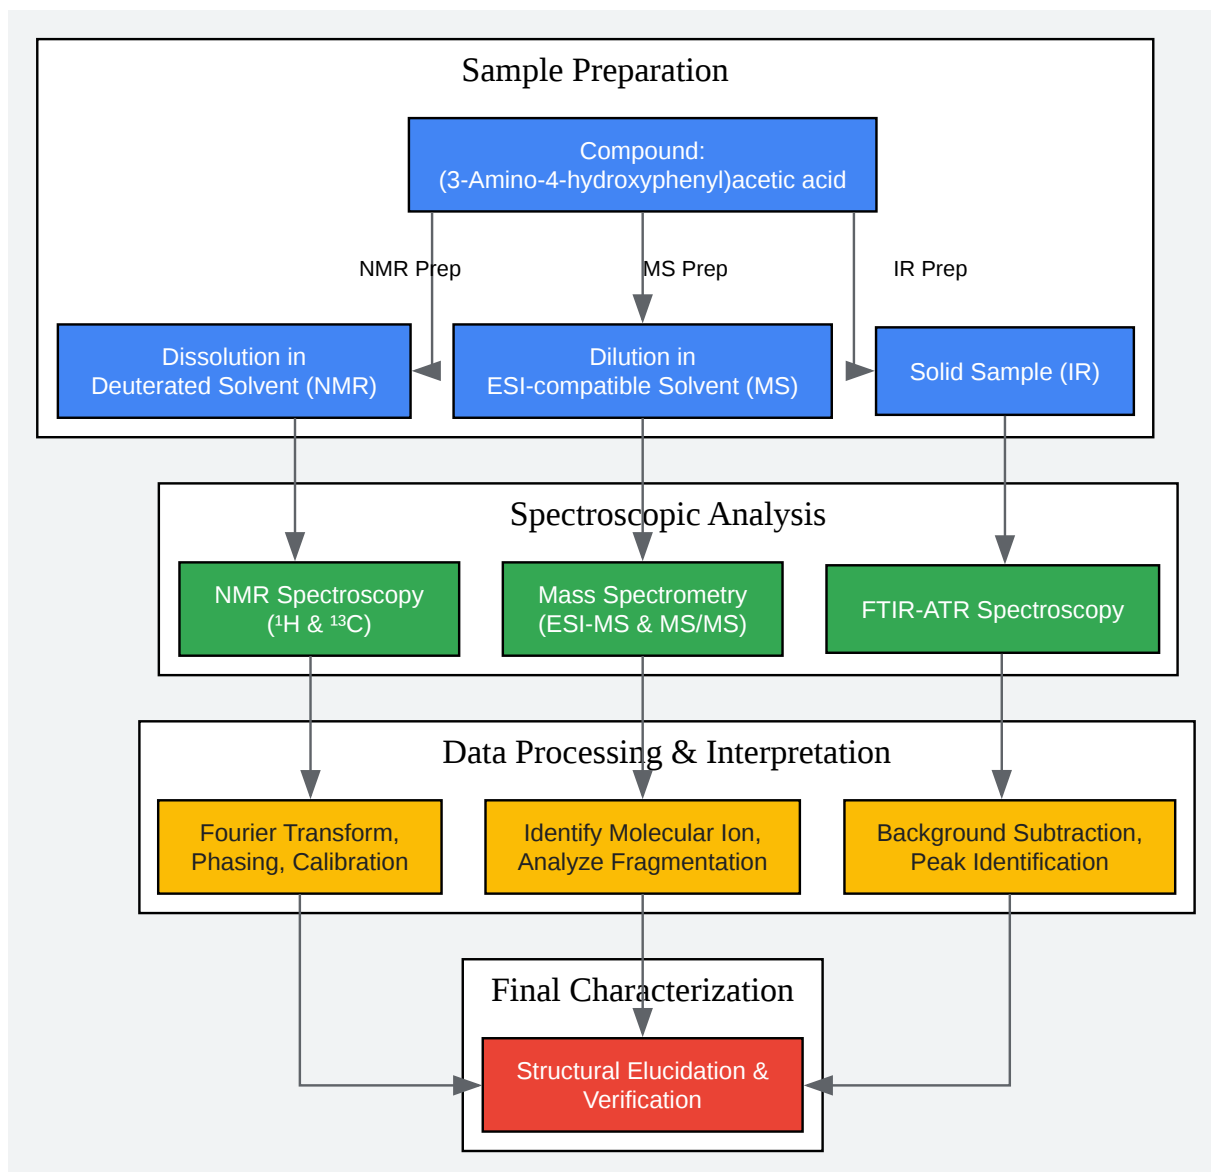 Sample Preparation
Compound:
(3-Amino-4-hydroxyphenyl)acetic acid
NMR Prep
MS Prep
IR Prep
Dissolution in
Deuterated Solvent (NMR)
Dilution in
ESI-compatible Solvent (MS)
Solid Sample (IR)
Spectroscopic Analysis
NMR Spectroscopy
(¹H & ¹³C)
Mass Spectrometry
(ESI-MS & MS/MS)
FTIR-ATR Spectroscopy
Data Processing & Interpretation
Fourier Transform,
Phasing, Calibration
Identify Molecular Ion,
Analyze Fragmentation
Background Subtraction,
Peak Identification
Final Characterization
Structural Elucidation &
Verification